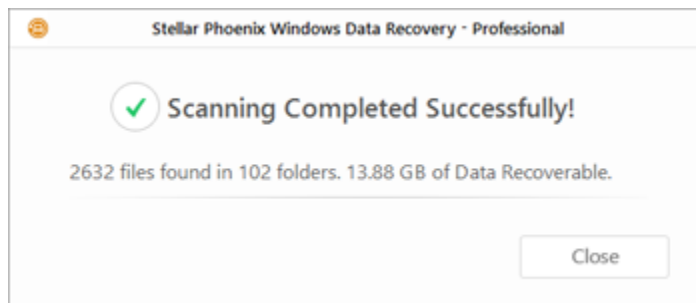 Stellar Phoenix Windows Data Recovery - Professional
Scanning Completed Successfully!
2632 files found in 102 folders. 13.88 GB of Data Recoverable.
Close